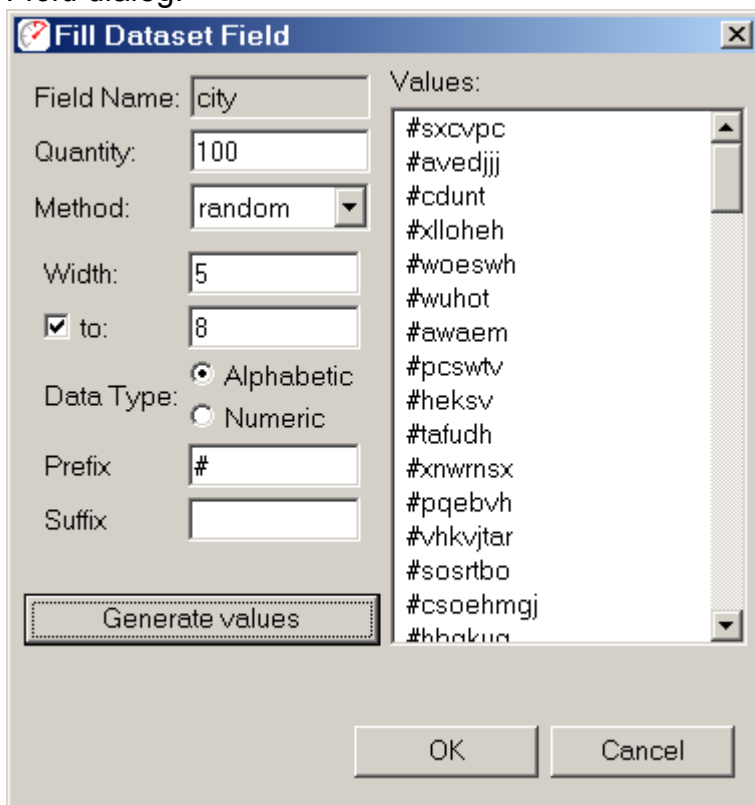 Fill Dataset Field
Field Name: city
Quantity: 100
Method: random
Width: 5
to: 8
Data Type: Alphabetic
Numeric
Prefix #
Suffix
Generate values
Values:
#sxcvpc
#avedjjj
#cdunt
#xlloheh
#woeswh
#wuhot
#awaem
#pcswtv
#heksv
#tafudh
#xnwrnsx
#pqebvh
#vhkvjtar
#sosrtbo
#csoehmgj
OK Cancel